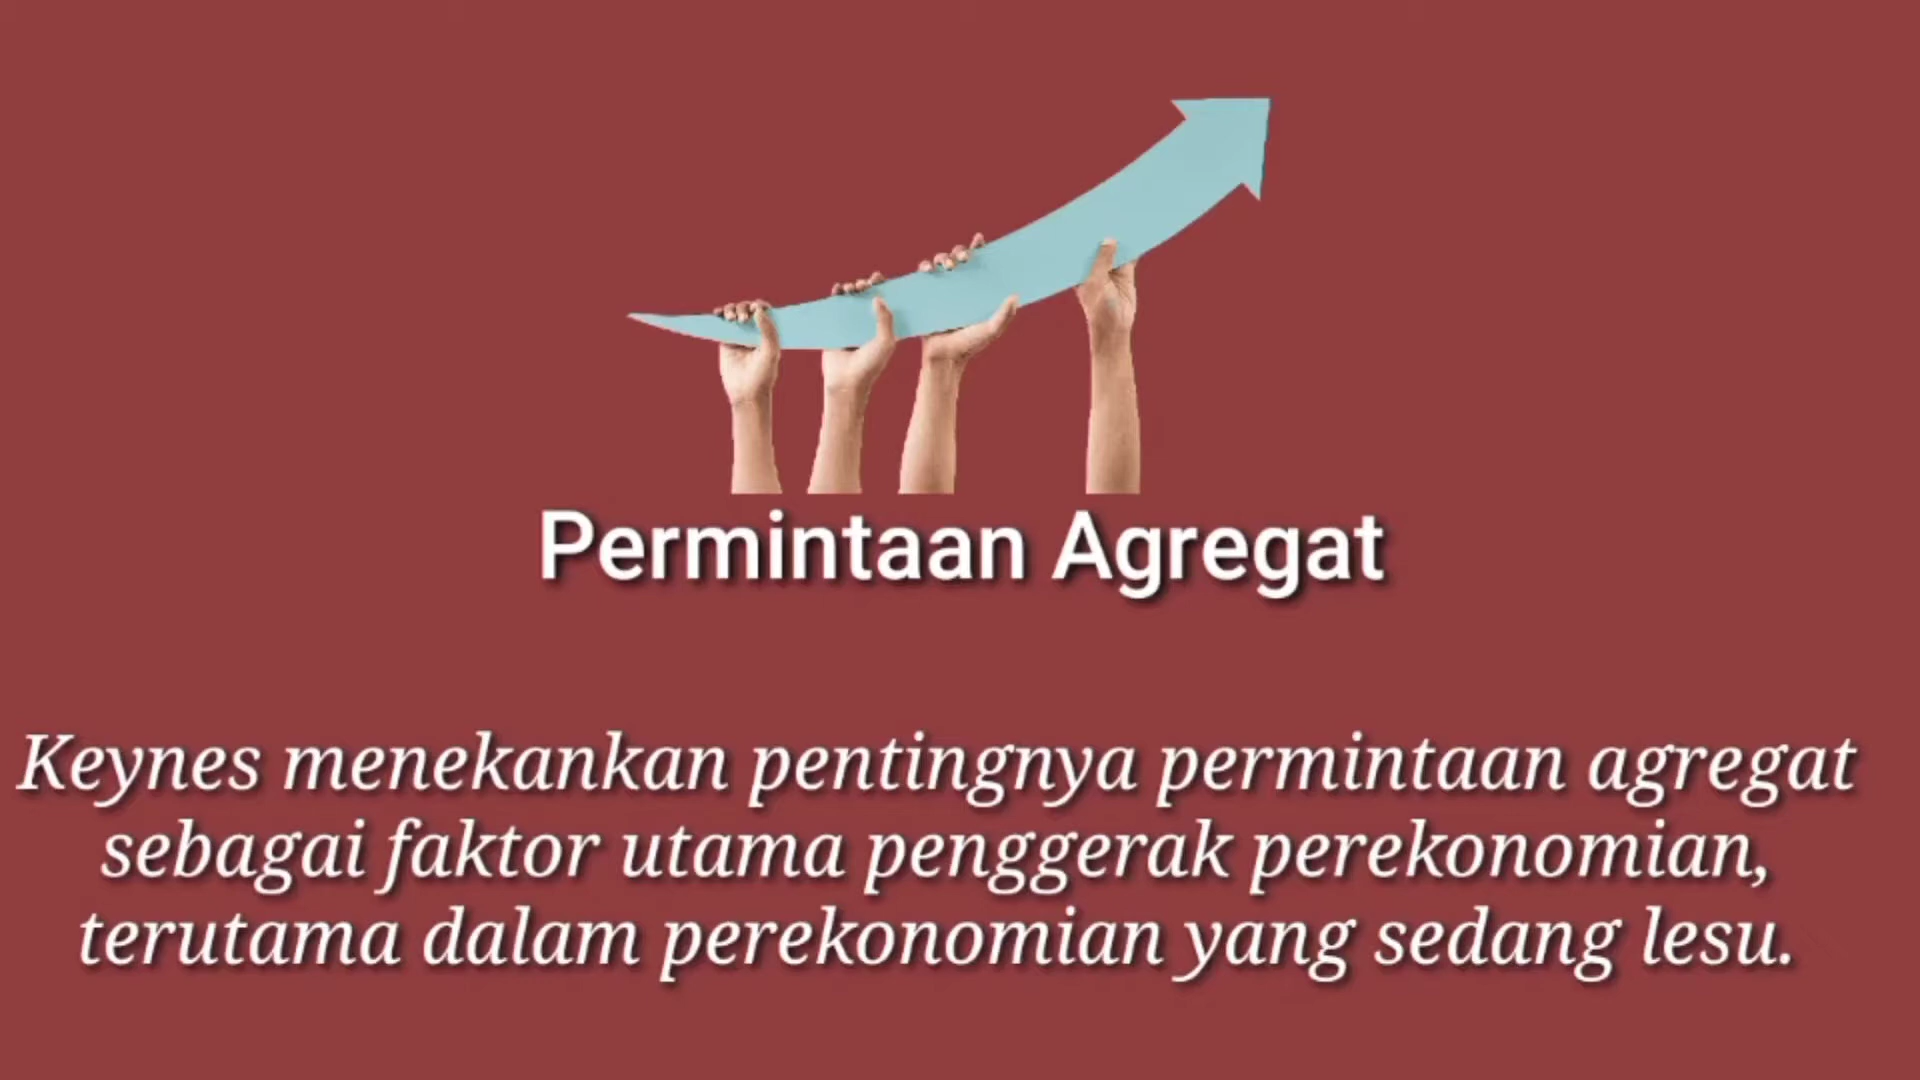 Permintaan Agregat
Keynes menekankan pentingnya permintaan agregat
sebagai faktor utama penggerak perekonomian,
terutama dalam perekonomian yang sedang lesu.